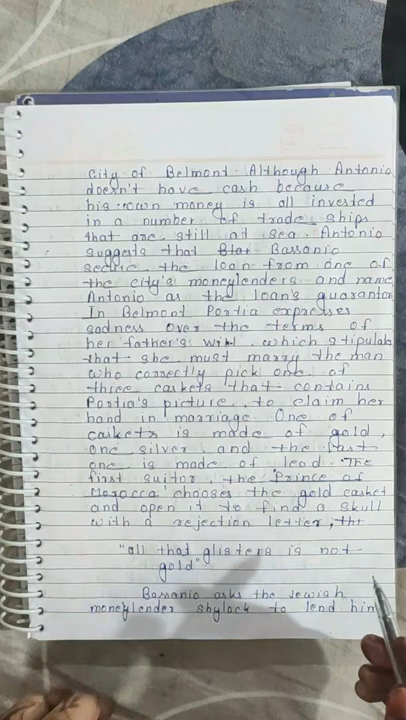 City of Belmont. Although Antonio
doesn't have cash because
his own money is all invested
in a number of trade ships
that are still at sea. Antonio
suggests that Bassanio
secure the loan from one of
the city's moneylenders and name
Antonio as the loan's guarantor
In Belmont Portia expresses
sadness over the terms of
her father's will, which stipulats
that she must marry the man
who correctly pick one of
three caskets that contains
Portia's picture, to claim her
hand in marriage. One of
caskets is made of gold,
one silver, and the last
one is made of lead. The
first suitor, the Prince of
Morocca chooses the gold casket
and open it to find a skull
with a rejection letter, tht
"all that glisters is not
gold"
Bassanio asks the Jewish
moneylender shylock to lend him